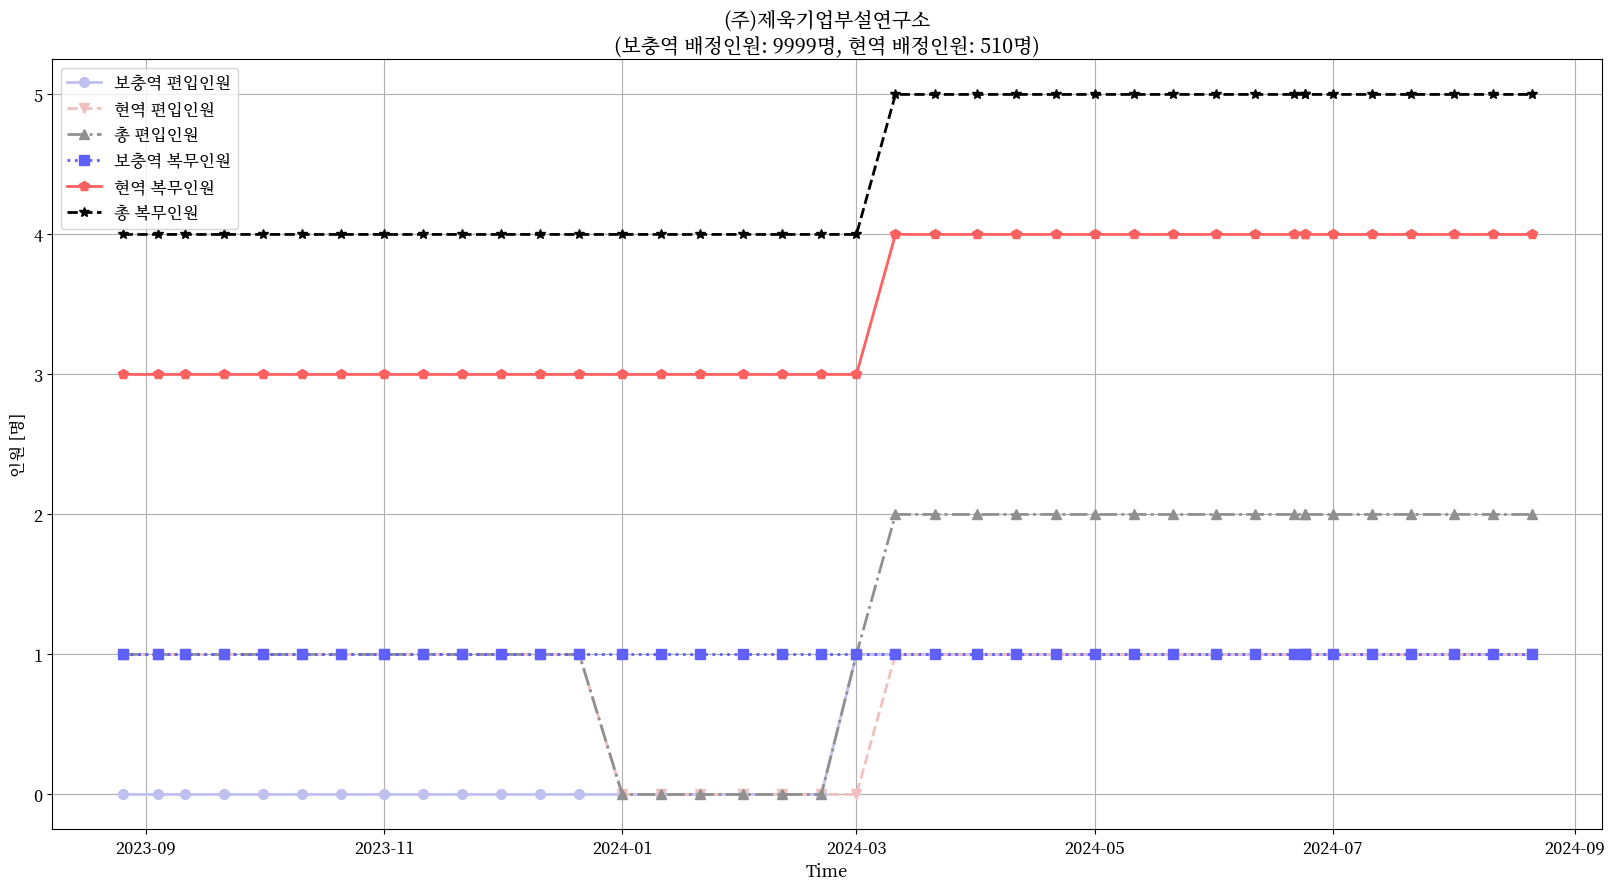 (주)제욱기업부설연구소
(보충역 배정인원: 9999명, 현역 배정인원: 510명)
보충역 편입인원
현역 편입인원
총 편입인원
보충역 복무인원
현역 복무인원
총 복무인원
5
4
3
2
1
0
인원 [명]
2023-09
2023-11
2024-01
2024-03
2024-05
2024-07
2024-09
Time